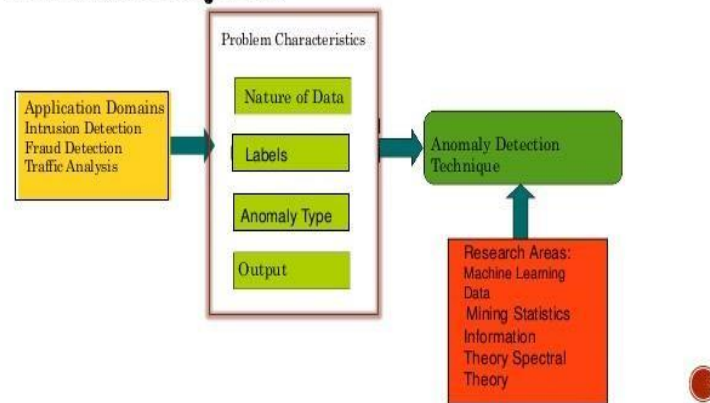 Problem Characteristics
Nature of Data
Labels
Anomaly Type
Output
Application Domains
Intrusion Detection
Fraud Detection
Traffic Analysis
Anomaly Detection
Technique
Research Areas:
Machine Learning
Data
Mining Statistics
Information
Theory Spectral
Theory